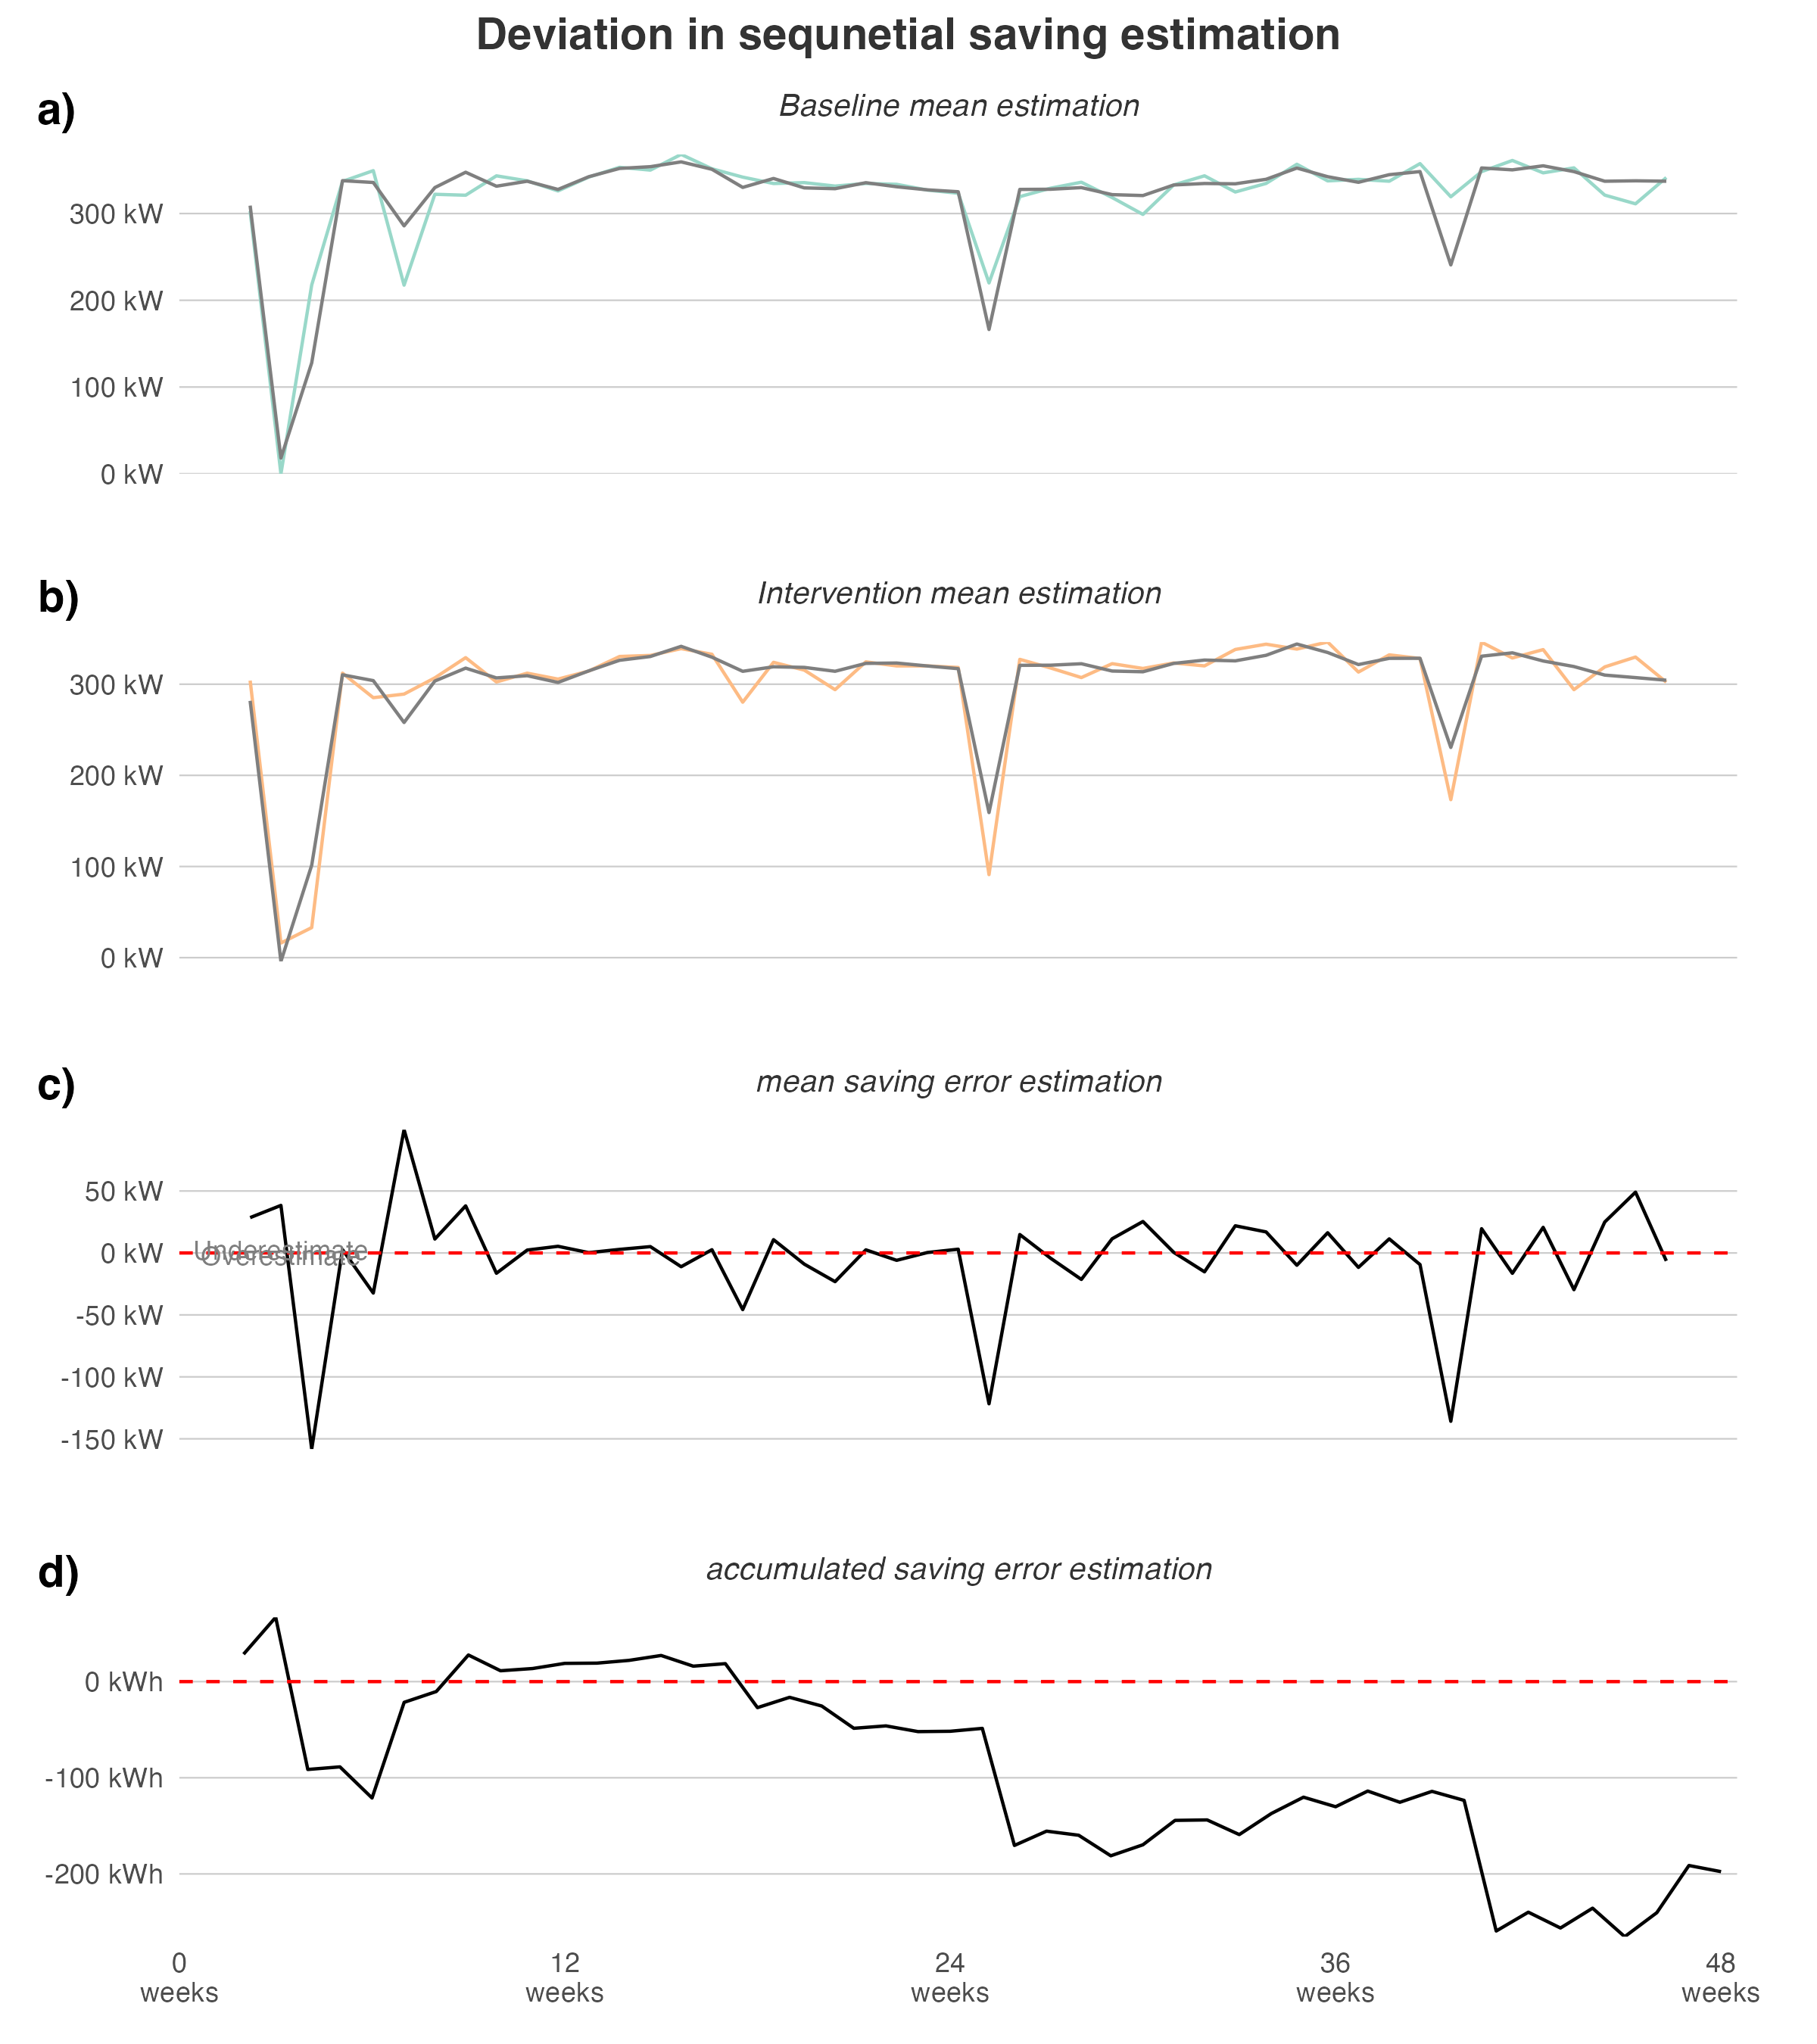 Deviation in sequnetial saving estimation
a)
Baseline mean estimation
300 kW
200 kW
100 kW
0 kW
b)
Intervention mean estimation
300 kW
200 kW
100 kW
0 kW
c)
mean saving error estimation
50 kW
Underestimate
0 kW
Overestimate
-50 kW
-100 kW
-150 kW
d)
accumulated saving error estimation
0 kWh
-100 kWh
-200 kWh
0 12 24 36 48
weeks weeks weeks weeks weeks